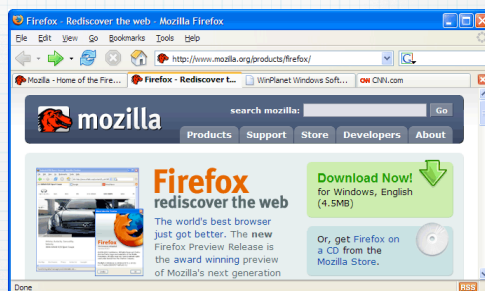 Firefox - Rediscover the web - Mozilla Firefox
File Edit View Go Bookmarks Tools Help
http://www.mozilla.org/products/firefox/
Mozilla - Home of the Fire... Firefox - Rediscover t... WinPlanet Windows Soft... CNN.com
search mozilla: Go
mozilla
Products Support Store Developers About
Firefox
rediscover the web
The world's best browser
just got better. The new
Firefox Preview Release is
the award winning preview
of Mozilla's next generation
Download Now!
for Windows, English
(4.5MB)
Or, get Firefox on
a CD from the
Mozilla Store.
Done RSS